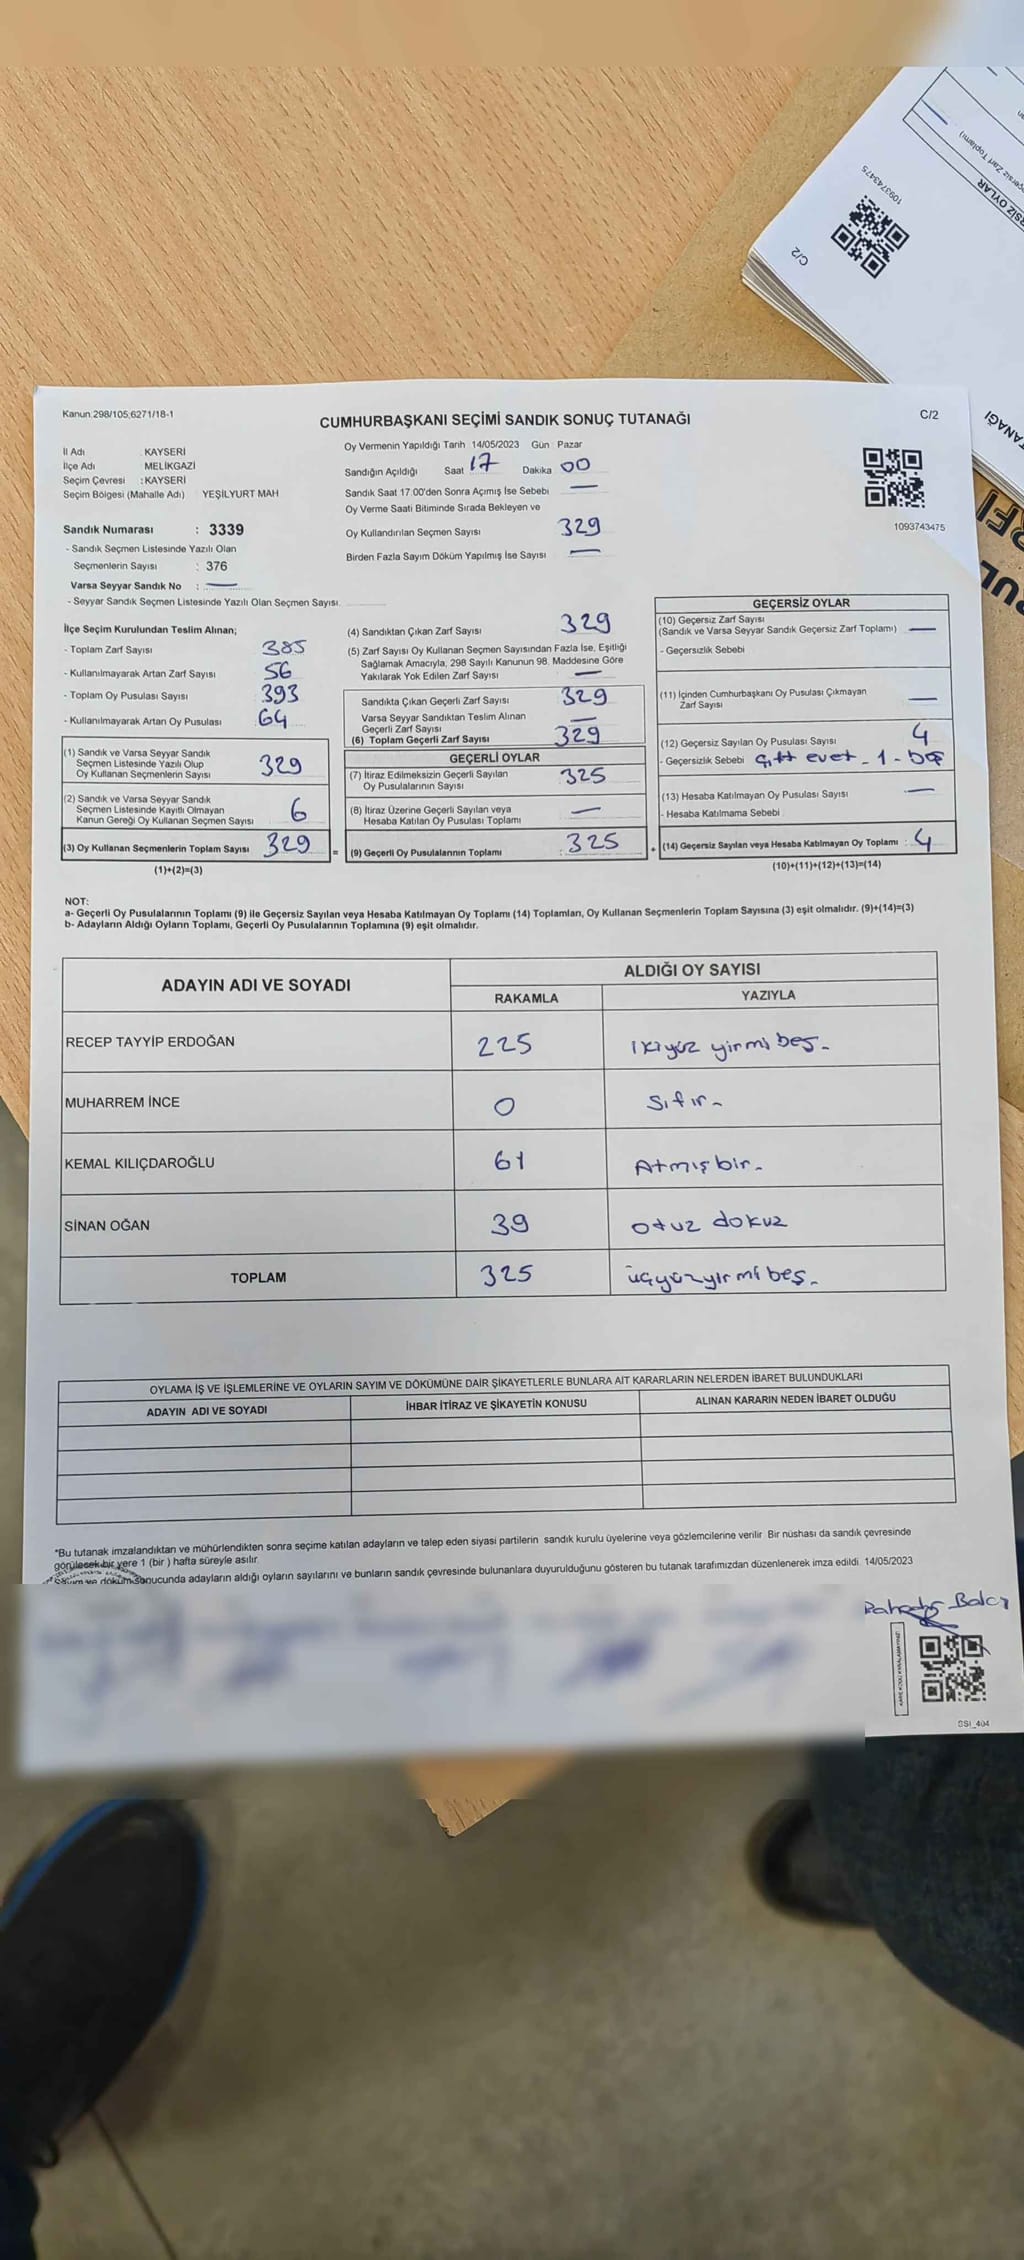 Kanun:298/105;6271/18-1
CUMHURBAŞKANI SEÇİMİ SANDIK SONUÇ TUTANAĞI
C/2
İl Adı : KAYSERİ
İlçe Adı MELİKGAZİ
Seçim Çevresi : KAYSERİ
Seçim Bölgesi (Mahalle Adı) YEŞİLYURT MAH
Sandık Numarası : 3339
- Sandık Seçmen Listesinde Yazılı Olan
Seçmenlerin Sayısı : 376
Varsa Seyyar Sandık No : —
- Seyyar Sandık Seçmen Listesinde Yazılı Olan Seçmen Sayısı.
Oy Vermenin Yapıldığı Tarih 14/05/2023 Gün : Pazar
Sandığın Açıldığı Saat 17 Dakika 00
Sandık Saat 17:00'den Sonra Açımış İse Sebebi —
Oy Verme Saati Bitiminde Sırada Bekleyen ve
Oy Kullandırılan Seçmen Sayısı 329
Birden Fazla Sayım Döküm Yapılmış İse Sayısı —
1093743475
İlçe Seçim Kurulundan Teslim Alınan;
- Toplam Zarf Sayısı 385
- Kullanılmayarak Artan Zarf Sayısı 56
- Toplam Oy Pusulası Sayısı 393
- Kullanılmayarak Artan Oy Pusulası 64
(1) Sandık ve Varsa Seyyar Sandık
Seçmen Listesinde Yazılı Olup
Oy Kullanan Seçmenlerin Sayısı 329
(2) Sandık ve Varsa Seyyar Sandık
Seçmen Listesinde Kayıtlı Olmayan
Kanun Gereği Oy Kullanan Seçmen Sayısı 6
(3) Oy Kullanan Seçmenlerin Toplam Sayısı 329 =
(1)+(2)=(3)
(4) Sandıktan Çıkan Zarf Sayısı 329
(5) Zarf Sayısı Oy Kullanan Seçmen Sayısından Fazla İse, Eşitliği
Sağlamak Amacıyla, 298 Sayılı Kanunun 98. Maddesine Göre
Yakılarak Yok Edilen Zarf Sayısı —
Sandıkta Çıkan Geçerli Zarf Sayısı 329
Varsa Seyyar Sandıktan Teslim Alınan
Geçerli Zarf Sayısı —
(6) Toplam Geçerli Zarf Sayısı 329
GEÇERLİ OYLAR
(7) İtiraz Edilmeksizin Geçerli Sayılan
Oy Pusulalarının Sayısı 325
(8) İtiraz Üzerine Geçerli Sayılan veya
Hesaba Katılan Oy Pusulası Toplamı —
(9) Geçerli Oy Pusulalarının Toplamı : 325 +
GEÇERSİZ OYLAR
(10) Geçersiz Zarf Sayısı
(Sandık ve Varsa Seyyar Sandık Geçersiz Zarf Toplamı) —
- Geçersizlik Sebebi
(11) İçinden Cumhurbaşkanı Oy Pusulası Çıkmayan
Zarf Sayısı —
(12) Geçersiz Sayılan Oy Pusulası Sayısı 4
- Geçersizlik Sebebi Çift evet - 1 - boş
(13) Hesaba Katılmayan Oy Pusulası Sayısı —
- Hesaba Katılmama Sebebi
(14) Geçersiz Sayılan veya Hesaba Katılmayan Oy Toplamı : 4
(10)+(11)+(12)+(13)=(14)
NOT:
a- Geçerli Oy Pusulalarının Toplamı (9) ile Geçersiz Sayılan veya Hesaba Katılmayan Oy Toplamı (14) Toplamları, Oy Kullanan Seçmenlerin Toplam Sayısına (3) eşit olmalıdır. (9)+(14)=(3)
b- Adayların Aldığı Oyların Toplamı, Geçerli Oy Pusulalarının Toplamına (9) eşit olmalıdır.
ADAYIN ADI VE SOYADI
ALDIĞI OY SAYISI
RAKAMLA YAZIYLA
RECEP TAYYİP ERDOĞAN 225 ikiyüz yirmi beş-
MUHARREM İNCE 0 Sıfır-
KEMAL KILIÇDAROĞLU 61 Atmışbir-
SİNAN OĞAN 39 otuz dokuz
TOPLAM 325 üçyüzyirmi beş-
OYLAMA İŞ VE İŞLEMLERİNE VE OYLARIN SAYIM VE DÖKÜMÜNE DAİR ŞİKAYETLERLE BUNLARA AİT KARARLARIN NELERDEN İBARET BULUNDUKLARI
ADAYIN ADI VE SOYADI İHBAR İTİRAZ VE ŞİKAYETİN KONUSU ALINAN KARARIN NEDEN İBARET OLDUĞU
*Bu tutanak imzalandıktan ve mühürlendikten sonra seçime katılan adayların ve talep eden siyasi partilerin sandık kurulu üyelerine veya gözlemcilerine verilir Bir nüshası da sandık çevresinde
görülecek bir yere 1 (bir ) hafta süreyle asılır.
Sayım ve döküm sonucunda adayların aldığı oyların sayılarını ve bunların sandık çevresinde bulunanlara duyurulduğunu gösteren bu tutanak tarafımızdan düzenlenerek imza edildi. 14/05/2023
Balcı
SSI_404
1093743475
C/2